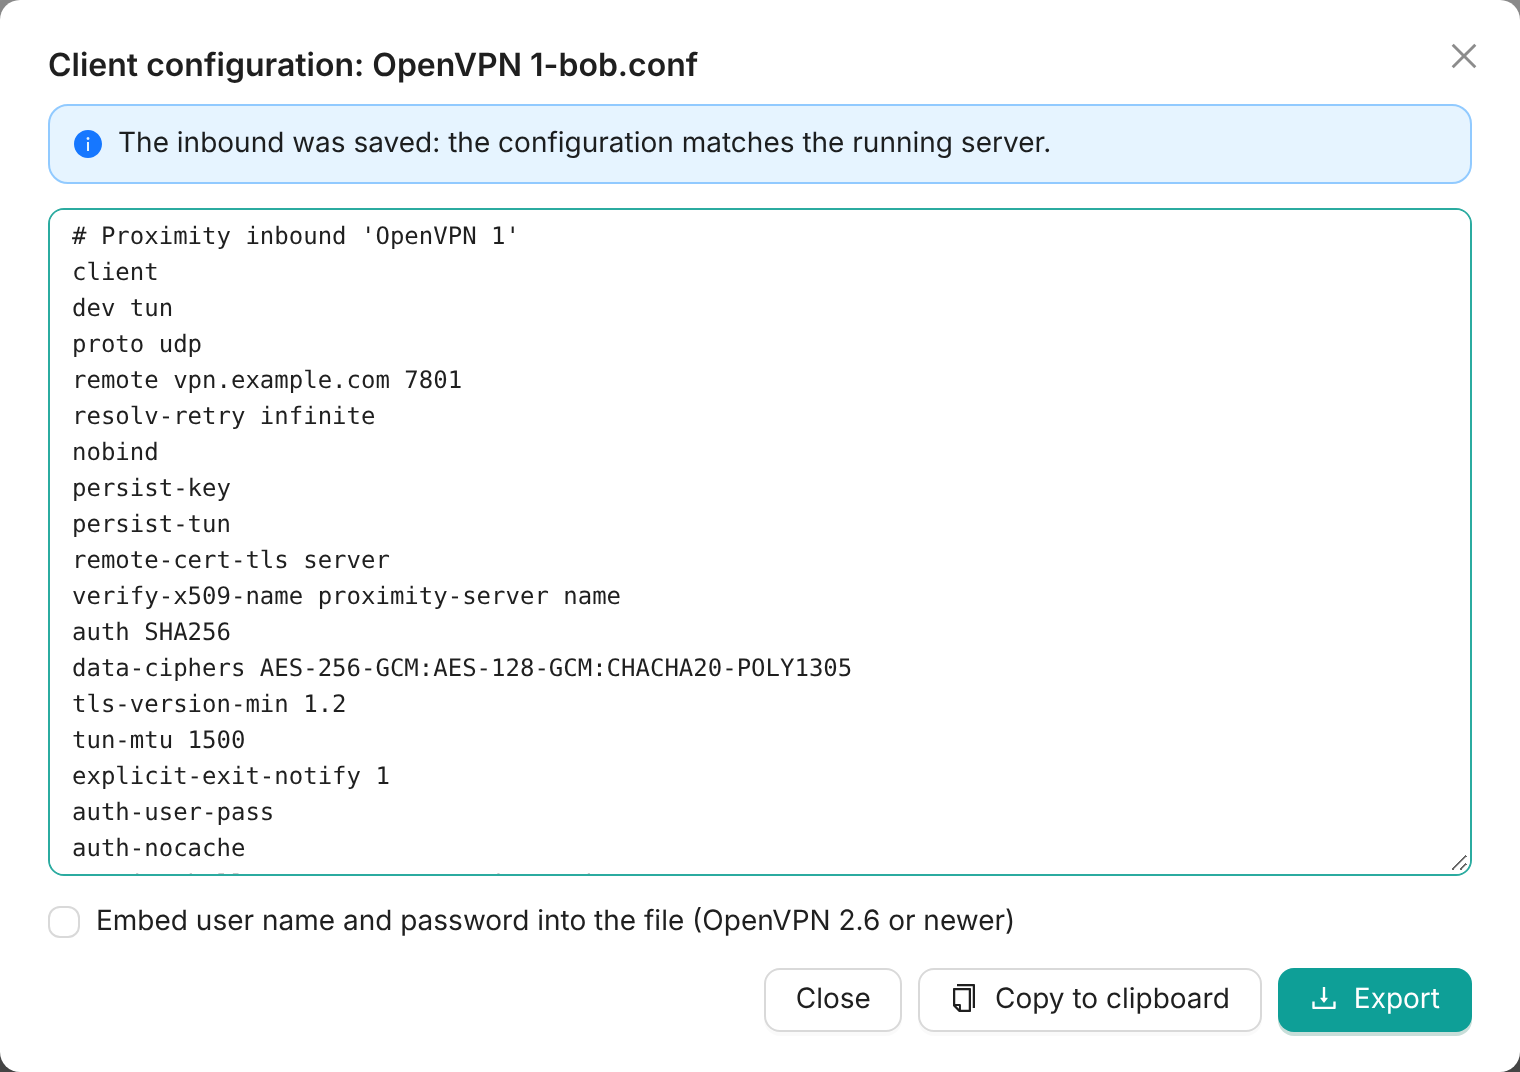 Client configuration: OpenVPN 1-bob.conf
The inbound was saved: the configuration matches the running server.
# Proximity inbound 'OpenVPN 1'
client
dev tun
proto udp
remote vpn.example.com 7801
resolv-retry infinite
nobind
persist-key
persist-tun
remote-cert-tls server
verify-x509-name proximity-server name
auth SHA256
data-ciphers AES-256-GCM:AES-128-GCM:CHACHA20-POLY1305
tls-version-min 1.2
tun-mtu 1500
explicit-exit-notify 1
auth-user-pass
auth-nocache
Embed user name and password into the file (OpenVPN 2.6 or newer)
Close
Copy to clipboard
Export